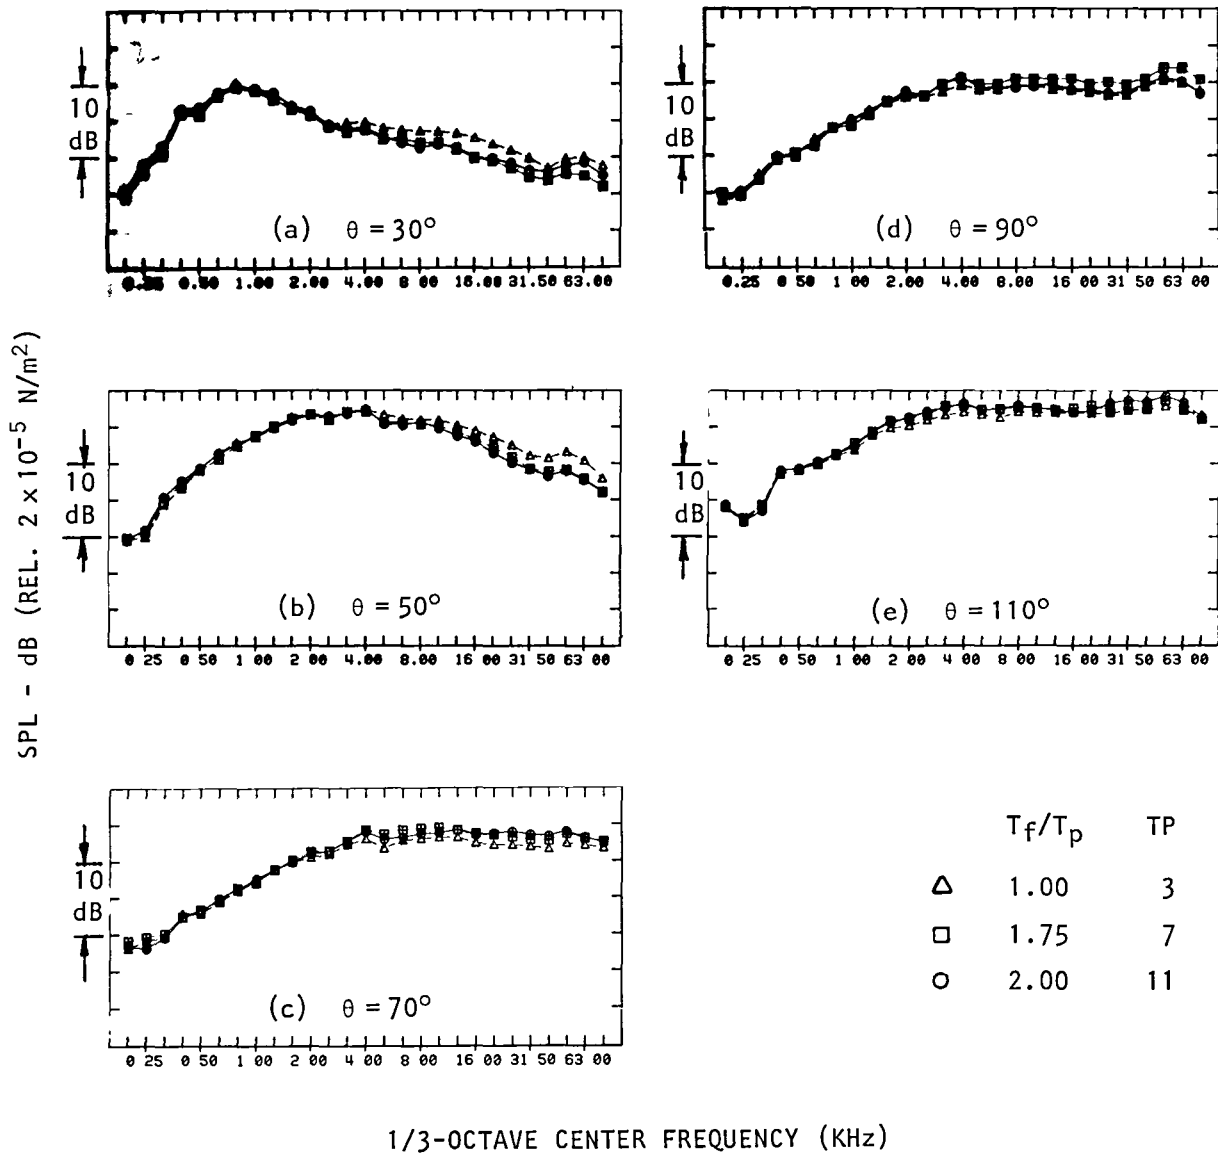 SPL - dB (REL. 2 x 10⁻⁵ N/m²)
10
dB
(a) θ = 30°
0.25 0.50 1.00 2.00 4.00 8 00 16.00 31.50 63.00
10
dB
(b) θ = 50°
0 25 0 50 1 00 2 00 4.00 8 00 16 00 31 50 63 00
10
dB
(c) θ = 70°
0 25 0 50 1 00 2 00 4 00 8 00 16 00 31 50 63 00
10
dB
(d) θ = 90°
0.25 0 50 1 00 2.00 4.00 8.00 16 00 31 50 63 00
10
dB
(e) θ = 110°
0 25 0 50 1 00 2 00 4 00 8 00 16 00 31 50 63 00
Tf/Tp TP
△ 1.00 3
□ 1.75 7
○ 2.00 11
1/3-OCTAVE CENTER FREQUENCY (KHz)